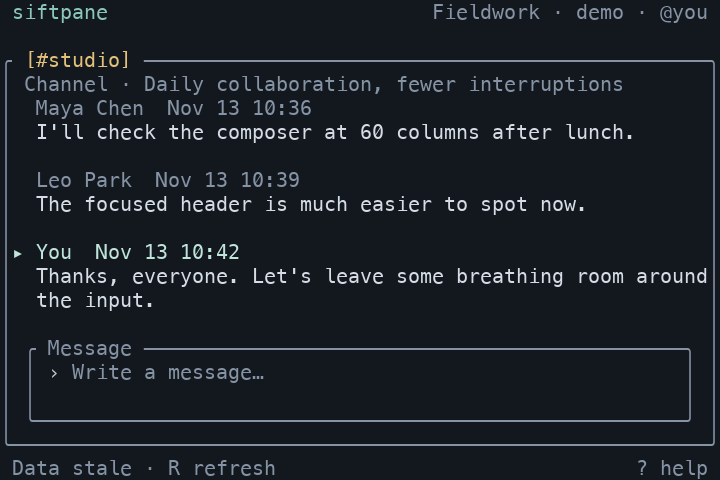 siftpane Fieldwork · demo · @you
[#studio]
Channel · Daily collaboration, fewer interruptions
Maya Chen Nov 13 10:36
I'll check the composer at 60 columns after lunch.
Leo Park Nov 13 10:39
The focused header is much easier to spot now.
▸ You Nov 13 10:42
Thanks, everyone. Let's leave some breathing room around
the input.
Message
› Write a message…
Data stale · R refresh ? help